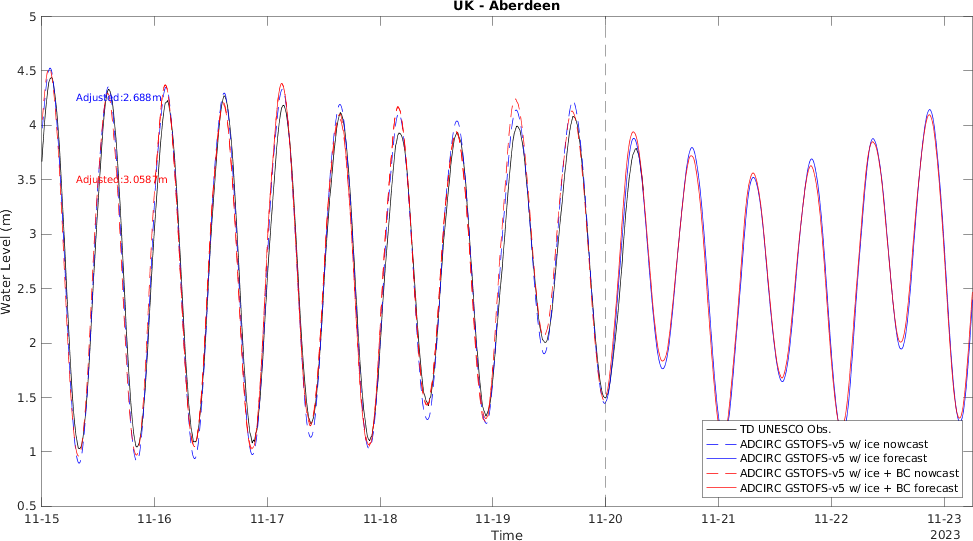 UK - Aberdeen
5
4.5
4
3.5
3
2.5
2
1.5
1
0.5
Water Level (m)
Adjusted:2.688m
Adjusted:3.0587m
TD UNESCO Obs.
ADCIRC GSTOFS-v5 w/ ice nowcast
ADCIRC GSTOFS-v5 w/ ice forecast
ADCIRC GSTOFS-v5 w/ ice + BC nowcast
ADCIRC GSTOFS-v5 w/ ice + BC forecast
11-15 11-16 11-17 11-18 11-19 11-20 11-21 11-22 11-23
Time
2023